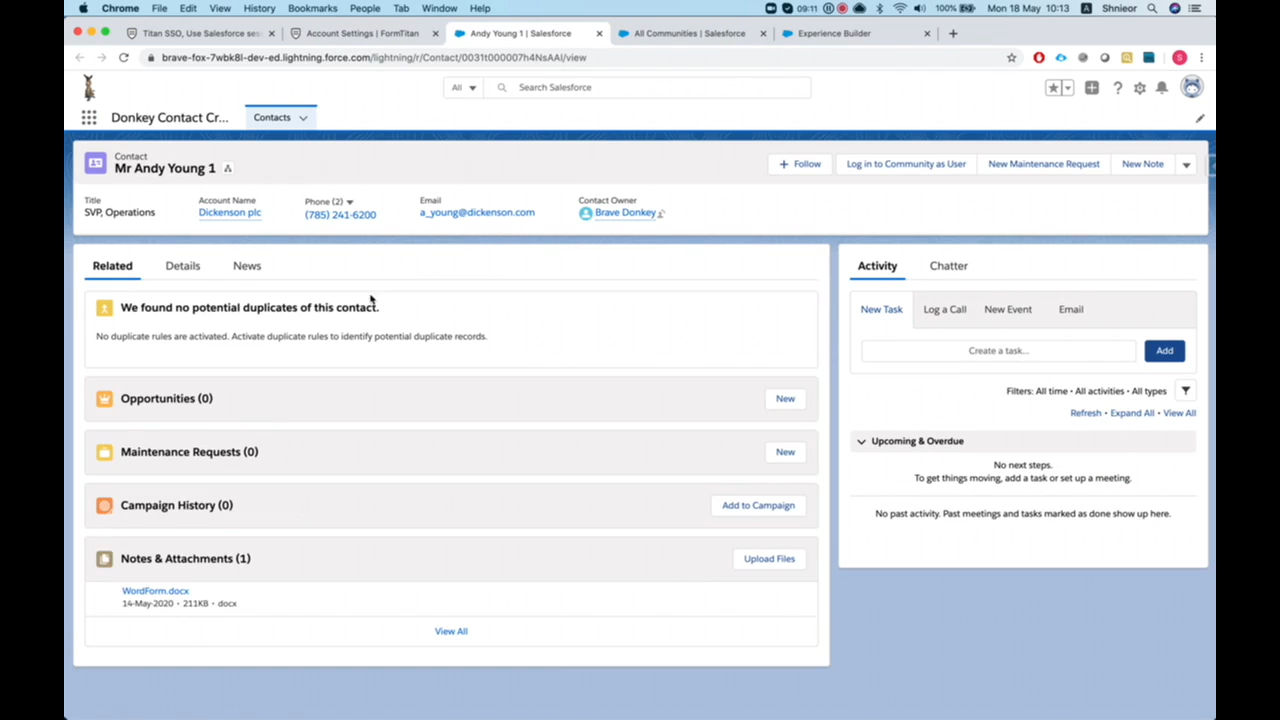 Chrome File Edit View History Bookmarks People Tab Window Help 09:11 100% Mon 18 May 10:13 A Shnieor
Titan SSO, Use Salesforce ses Account Settings | FormTitan Andy Young 1 | Salesforce All Communities | Salesforce Experience Builder
brave-fox-7wbk8l-dev-ed.lightning.force.com/lightning/r/Contact/0031t000007h4NsAAI/view S
All Search Salesforce
Donkey Contact Cr... Contacts
Contact
Mr Andy Young 1
Follow Log in to Community as User New Maintenance Request New Note
Title Account Name Phone (2) Email Contact Owner
SVP, Operations Dickenson plc (785) 241-6200 a_young@dickenson.com Brave Donkey
Related Details News
We found no potential duplicates of this contact.
No duplicate rules are activated. Activate duplicate rules to identify potential duplicate records.
Opportunities (0) New
Maintenance Requests (0) New
Campaign History (0) Add to Campaign
Notes & Attachments (1) Upload Files
WordForm.docx
14-May-2020 • 211KB • docx
View All
Activity Chatter
New Task Log a Call New Event Email
Create a task... Add
Filters: All time • All activities • All types
Refresh • Expand All • View All
Upcoming & Overdue
No next steps.
To get things moving, add a task or set up a meeting.
No past activity. Past meetings and tasks marked as done show up here.